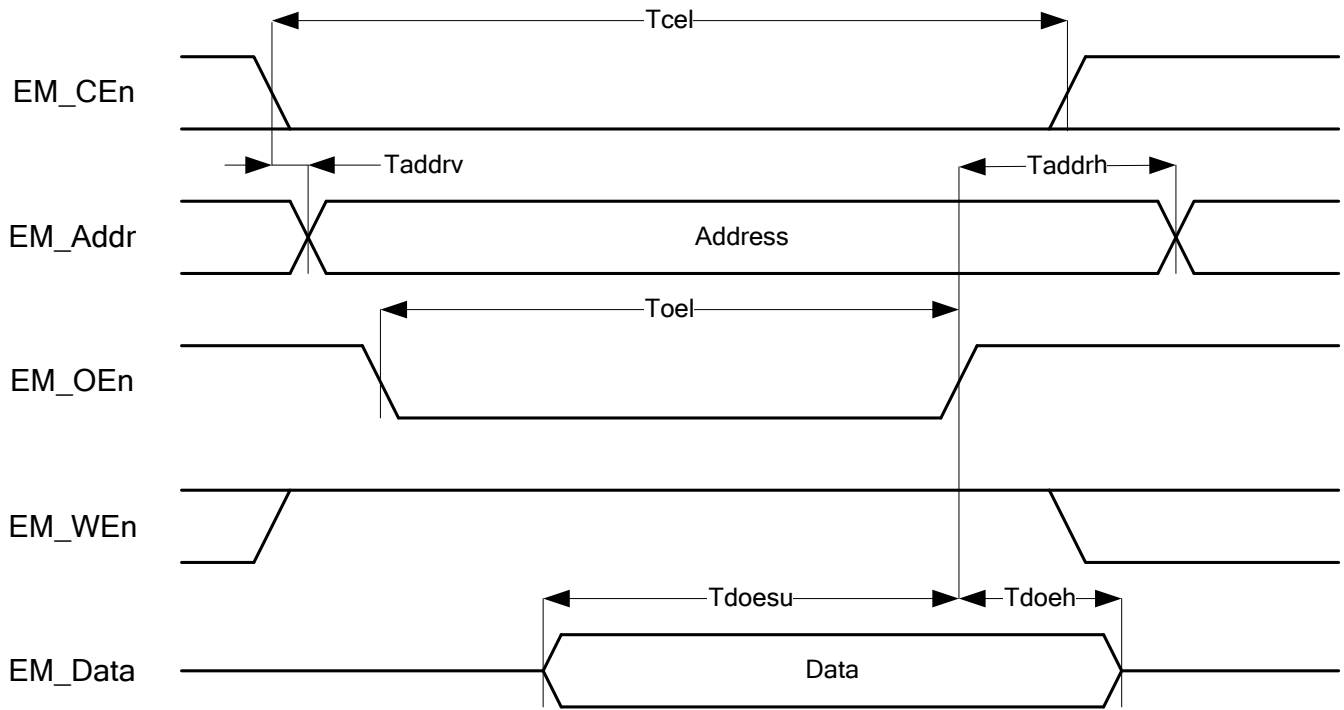 Tcel
EM_CEn
Taddrv
Taddrh
EM_Addr
Address
Toel
EM_OEn
EM_WEn
Tdoesu
Tdoeh
EM_Data
Data